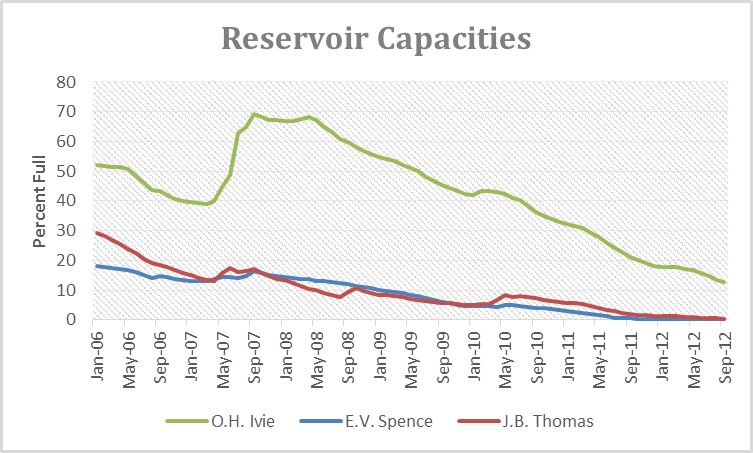 Reservoir Capacities
Percent Full
80
70
60
50
40
30
20
10
0
Jan-06
May-06
Sep-06
Jan-07
May-07
Sep-07
Jan-08
May-08
Sep-08
Jan-09
May-09
Sep-09
Jan-10
May-10
Sep-10
Jan-11
May-11
Sep-11
Jan-12
May-12
Sep-12
O.H. Ivie
E.V. Spence
J.B. Thomas